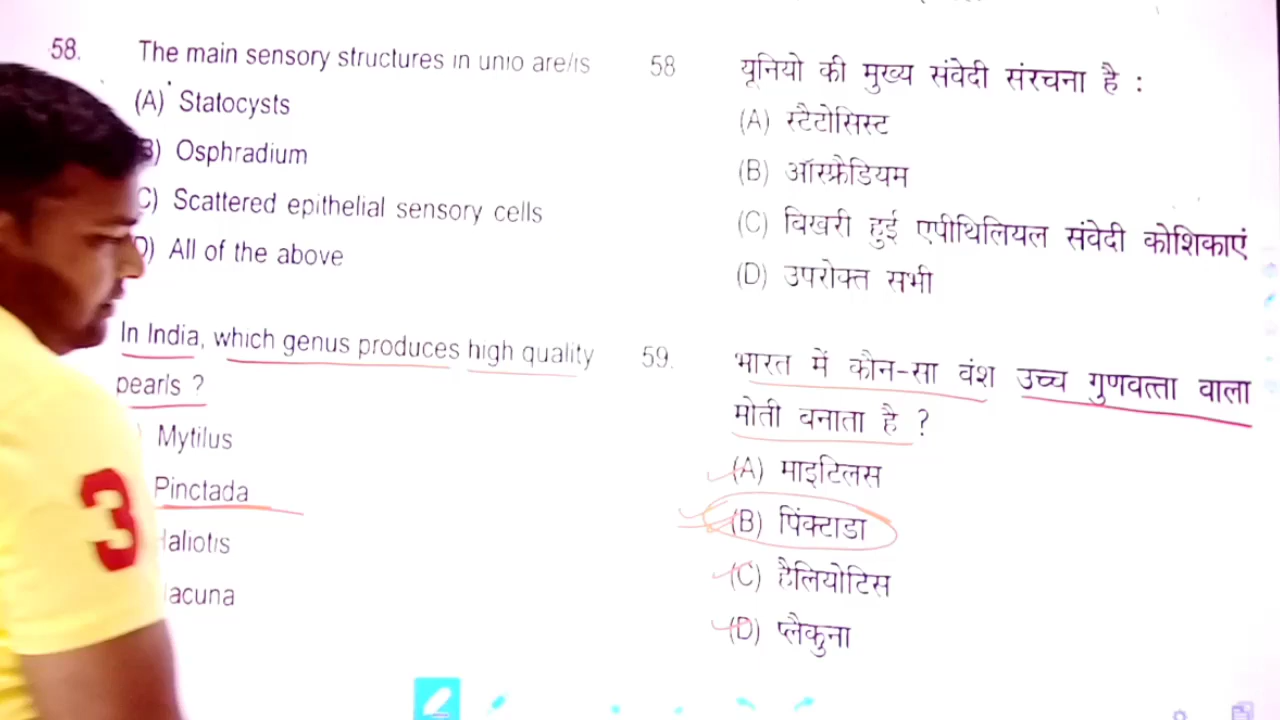 58.
The main sensory structures in unio are/is
(A) Statocysts
B) Osphradium
C) Scattered epithelial sensory cells
D) All of the above
In India, which genus produces high quality
pearls ?
) Mytilus
Pinctada
Haliotis
lacuna
58
यूनियो की मुख्य संवेदी संरचना है :
(A) स्टैटोसिस्ट
(B) ऑस्फ्रैडियम
(C) बिखरी हुई एपीथिलियल संवेदी कोशिकाएं
(D) उपरोक्त सभी
59.
भारत में कौन-सा वंश उच्च गुणवत्ता वाला
मोती बनाता है ?
(A) माइटिलस
(B) पिंक्टाडा
(C) हैलियोटिस
(D) प्लैकुना
3